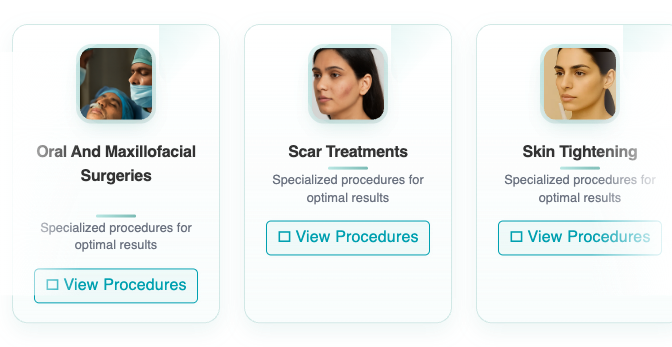 Oral And Maxillofacial
Surgeries
Specialized procedures for
optimal results
View Procedures
Scar Treatments
Specialized procedures for
optimal results
View Procedures
Skin Tightening
Specialized procedures for
optimal results
View Procedures